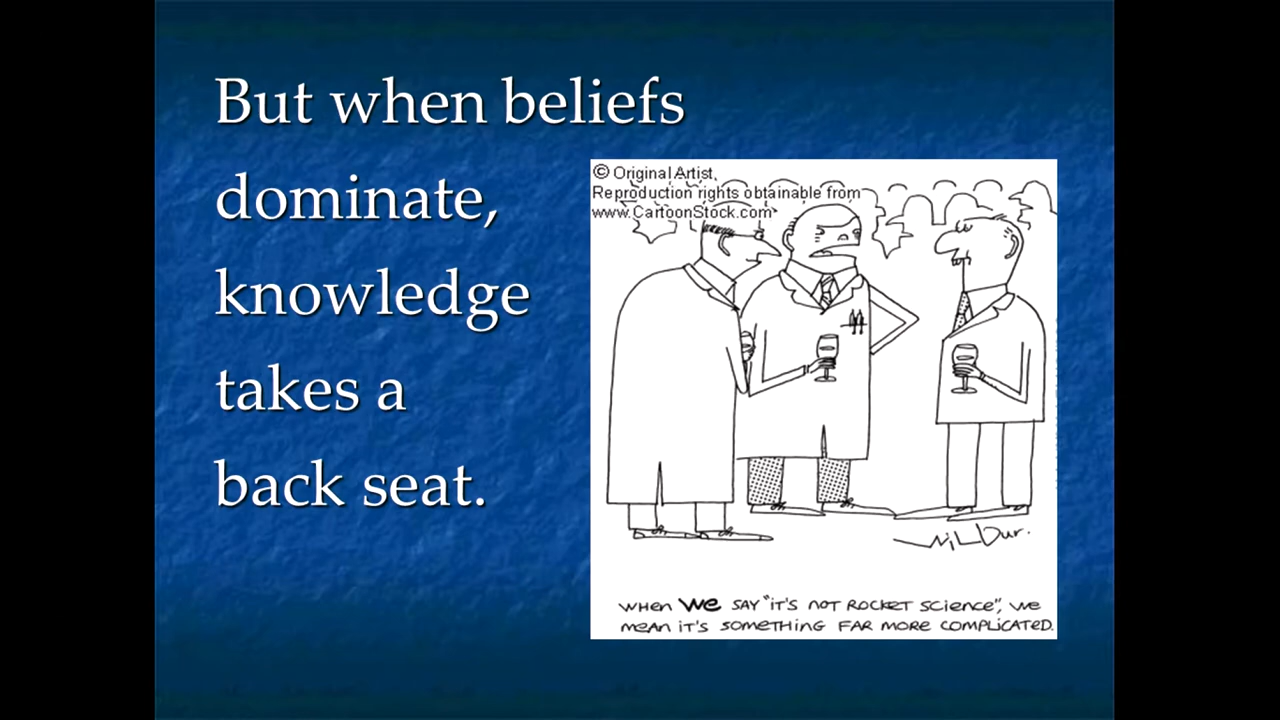 But when beliefs
dominate,
knowledge
takes a
back seat.
© Original Artist,
Reproduction rights obtainable from
www.CartoonStock.com
Wilbur.
WHEN WE SAY "IT'S NOT ROCKET SCIENCE", WE
MEAN IT'S SOMETHING FAR MORE COMPLICATED.